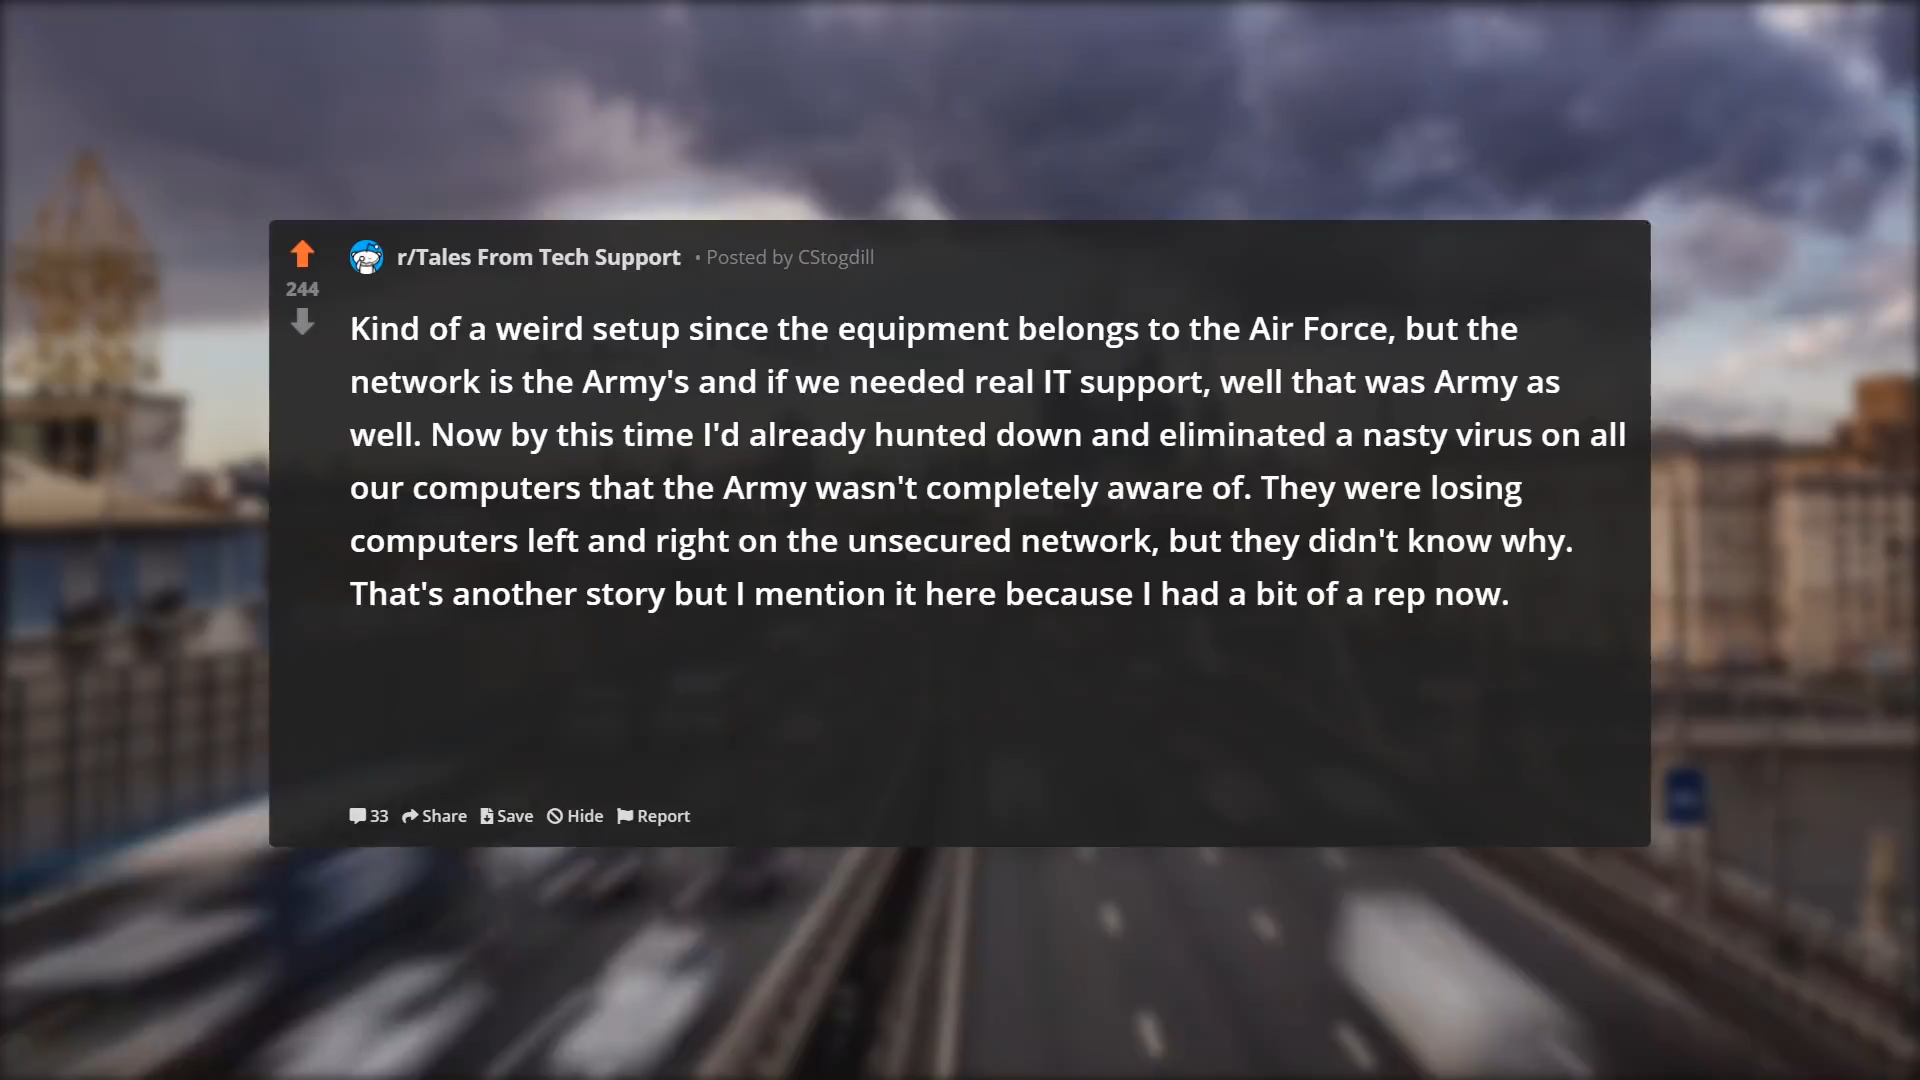 r/Tales From Tech Support • Posted by CStogdill
244
Kind of a weird setup since the equipment belongs to the Air Force, but the
network is the Army's and if we needed real IT support, well that was Army as
well. Now by this time I'd already hunted down and eliminated a nasty virus on all
our computers that the Army wasn't completely aware of. They were losing
computers left and right on the unsecured network, but they didn't know why.
That's another story but I mention it here because I had a bit of a rep now.
33 Share Save Hide Report